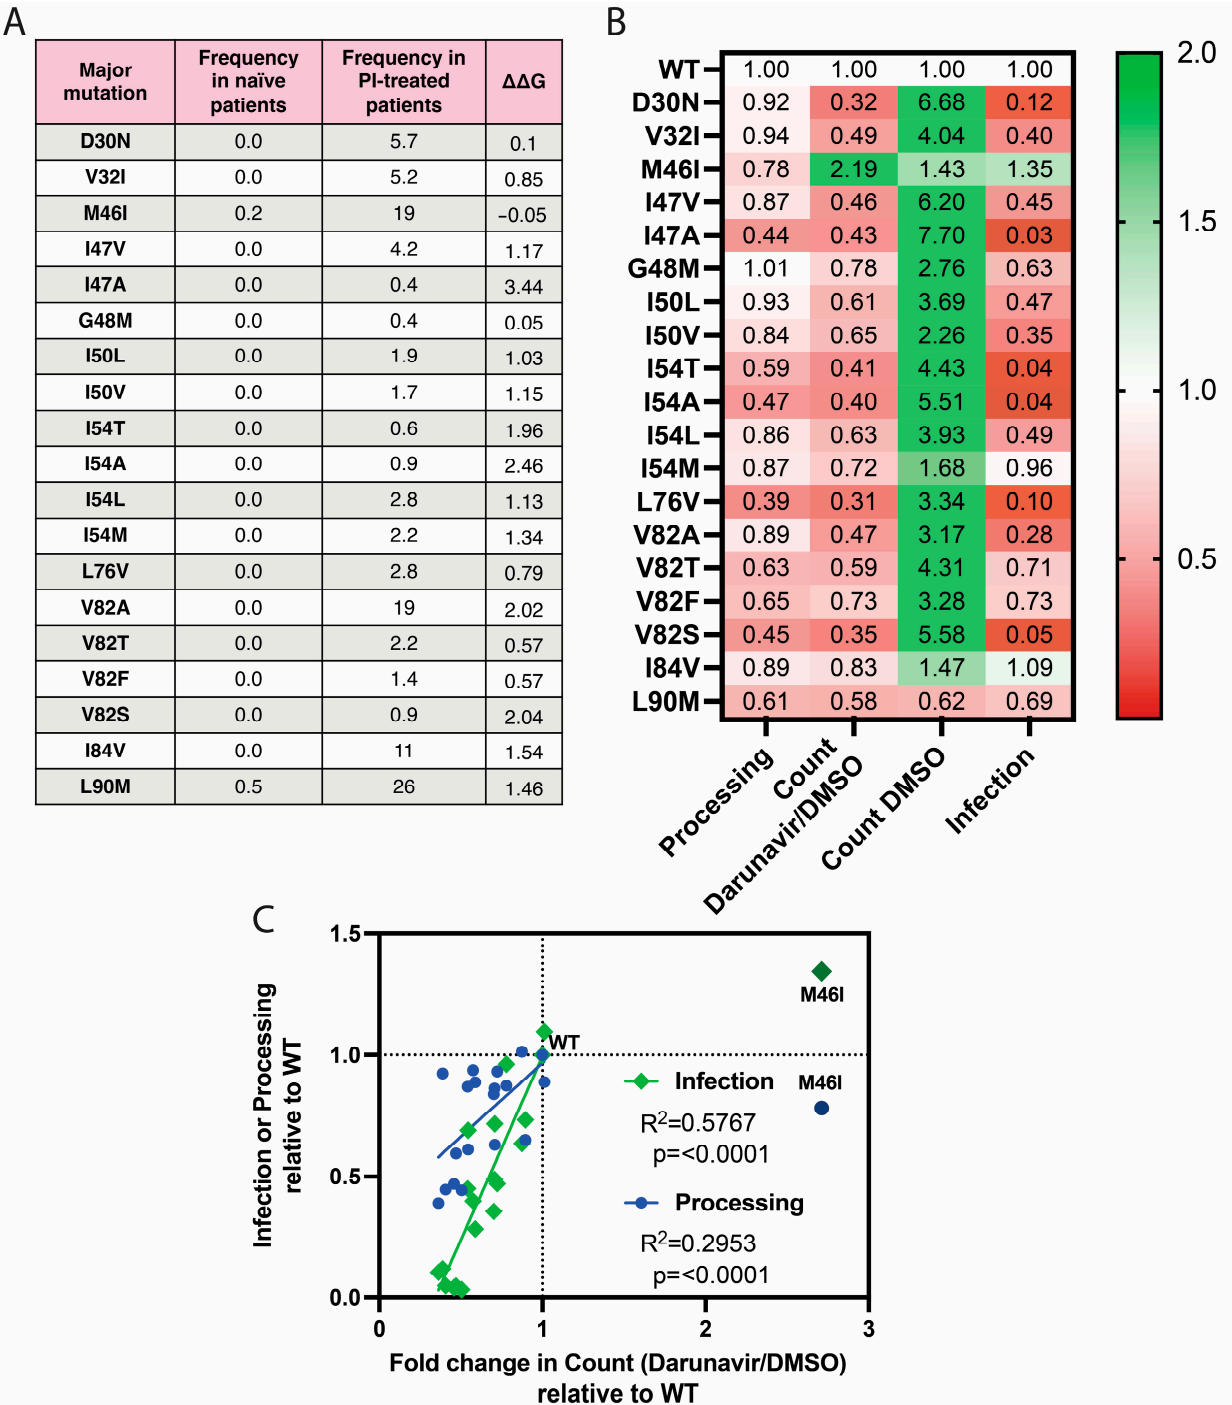 A
Major mutation | Frequency in naïve patients | Frequency in PI-treated patients | ΔΔG
D30N 0.0 5.7 0.1
V32I 0.0 5.2 0.85
M46I 0.2 19 −0.05
I47V 0.0 4.2 1.17
I47A 0.0 0.4 3.44
G48M 0.0 0.4 0.05
I50L 0.0 1.9 1.03
I50V 0.0 1.7 1.15
I54T 0.0 0.6 1.96
I54A 0.0 0.9 2.46
I54L 0.0 2.8 1.13
I54M 0.0 2.2 1.34
L76V 0.0 2.8 0.79
V82A 0.0 19 2.02
V82T 0.0 2.2 0.57
V82F 0.0 1.4 0.57
V82S 0.0 0.9 2.04
I84V 0.0 11 1.54
L90M 0.5 26 1.46
B
WT 1.00 1.00 1.00 1.00
D30N 0.92 0.32 6.68 0.12
V32I 0.94 0.49 4.04 0.40
M46I 0.78 2.19 1.43 1.35
I47V 0.87 0.46 6.20 0.45
I47A 0.44 0.43 7.70 0.03
G48M 1.01 0.78 2.76 0.63
I50L 0.93 0.61 3.69 0.47
I50V 0.84 0.65 2.26 0.35
I54T 0.59 0.41 4.43 0.04
I54A 0.47 0.40 5.51 0.04
I54L 0.86 0.63 3.93 0.49
I54M 0.87 0.72 1.68 0.96
L76V 0.39 0.31 3.34 0.10
V82A 0.89 0.47 3.17 0.28
V82T 0.63 0.59 4.31 0.71
V82F 0.65 0.73 3.28 0.73
V82S 0.45 0.35 5.58 0.05
I84V 0.89 0.83 1.47 1.09
L90M 0.61 0.58 0.62 0.69
Processing
Count
Darunavir/DMSO
Count DMSO
Infection
2.0
1.5
1.0
0.5
C
1.5
1.0
0.5
0.0
Infection or Processing
relative to WT
M46I
WT
Infection
R²=0.5767
p=<0.0001
M46I
Processing
R²=0.2953
p=<0.0001
0 1 2 3
Fold change in Count (Darunavir/DMSO)
relative to WT